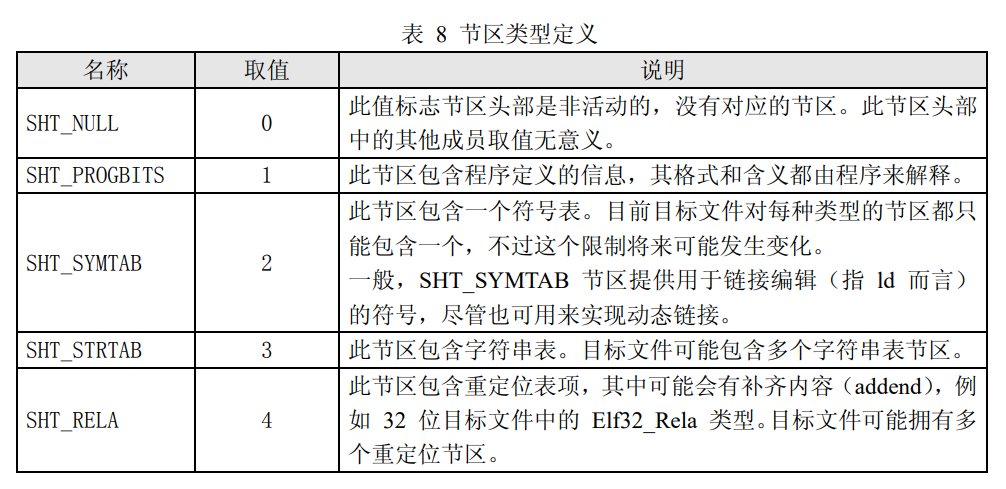 表 8 节区类型定义
名称 取值 说明
SHT_NULL 0 此值标志节区头部是非活动的，没有对应的节区。此节区头部
中的其他成员取值无意义。
SHT_PROGBITS 1 此节区包含程序定义的信息，其格式和含义都由程序来解释。
SHT_SYMTAB 2 此节区包含一个符号表。目前目标文件对每种类型的节区都只
能包含一个，不过这个限制将来可能发生变化。
一般，SHT_SYMTAB 节区提供用于链接编辑（指 ld 而言）
的符号，尽管也可用来实现动态链接。
SHT_STRTAB 3 此节区包含字符串表。目标文件可能包含多个字符串表节区。
SHT_RELA 4 此节区包含重定位表项，其中可能会有补齐内容（addend），例
如 32 位目标文件中的 Elf32_Rela 类型。目标文件可能拥有多
个重定位节区。